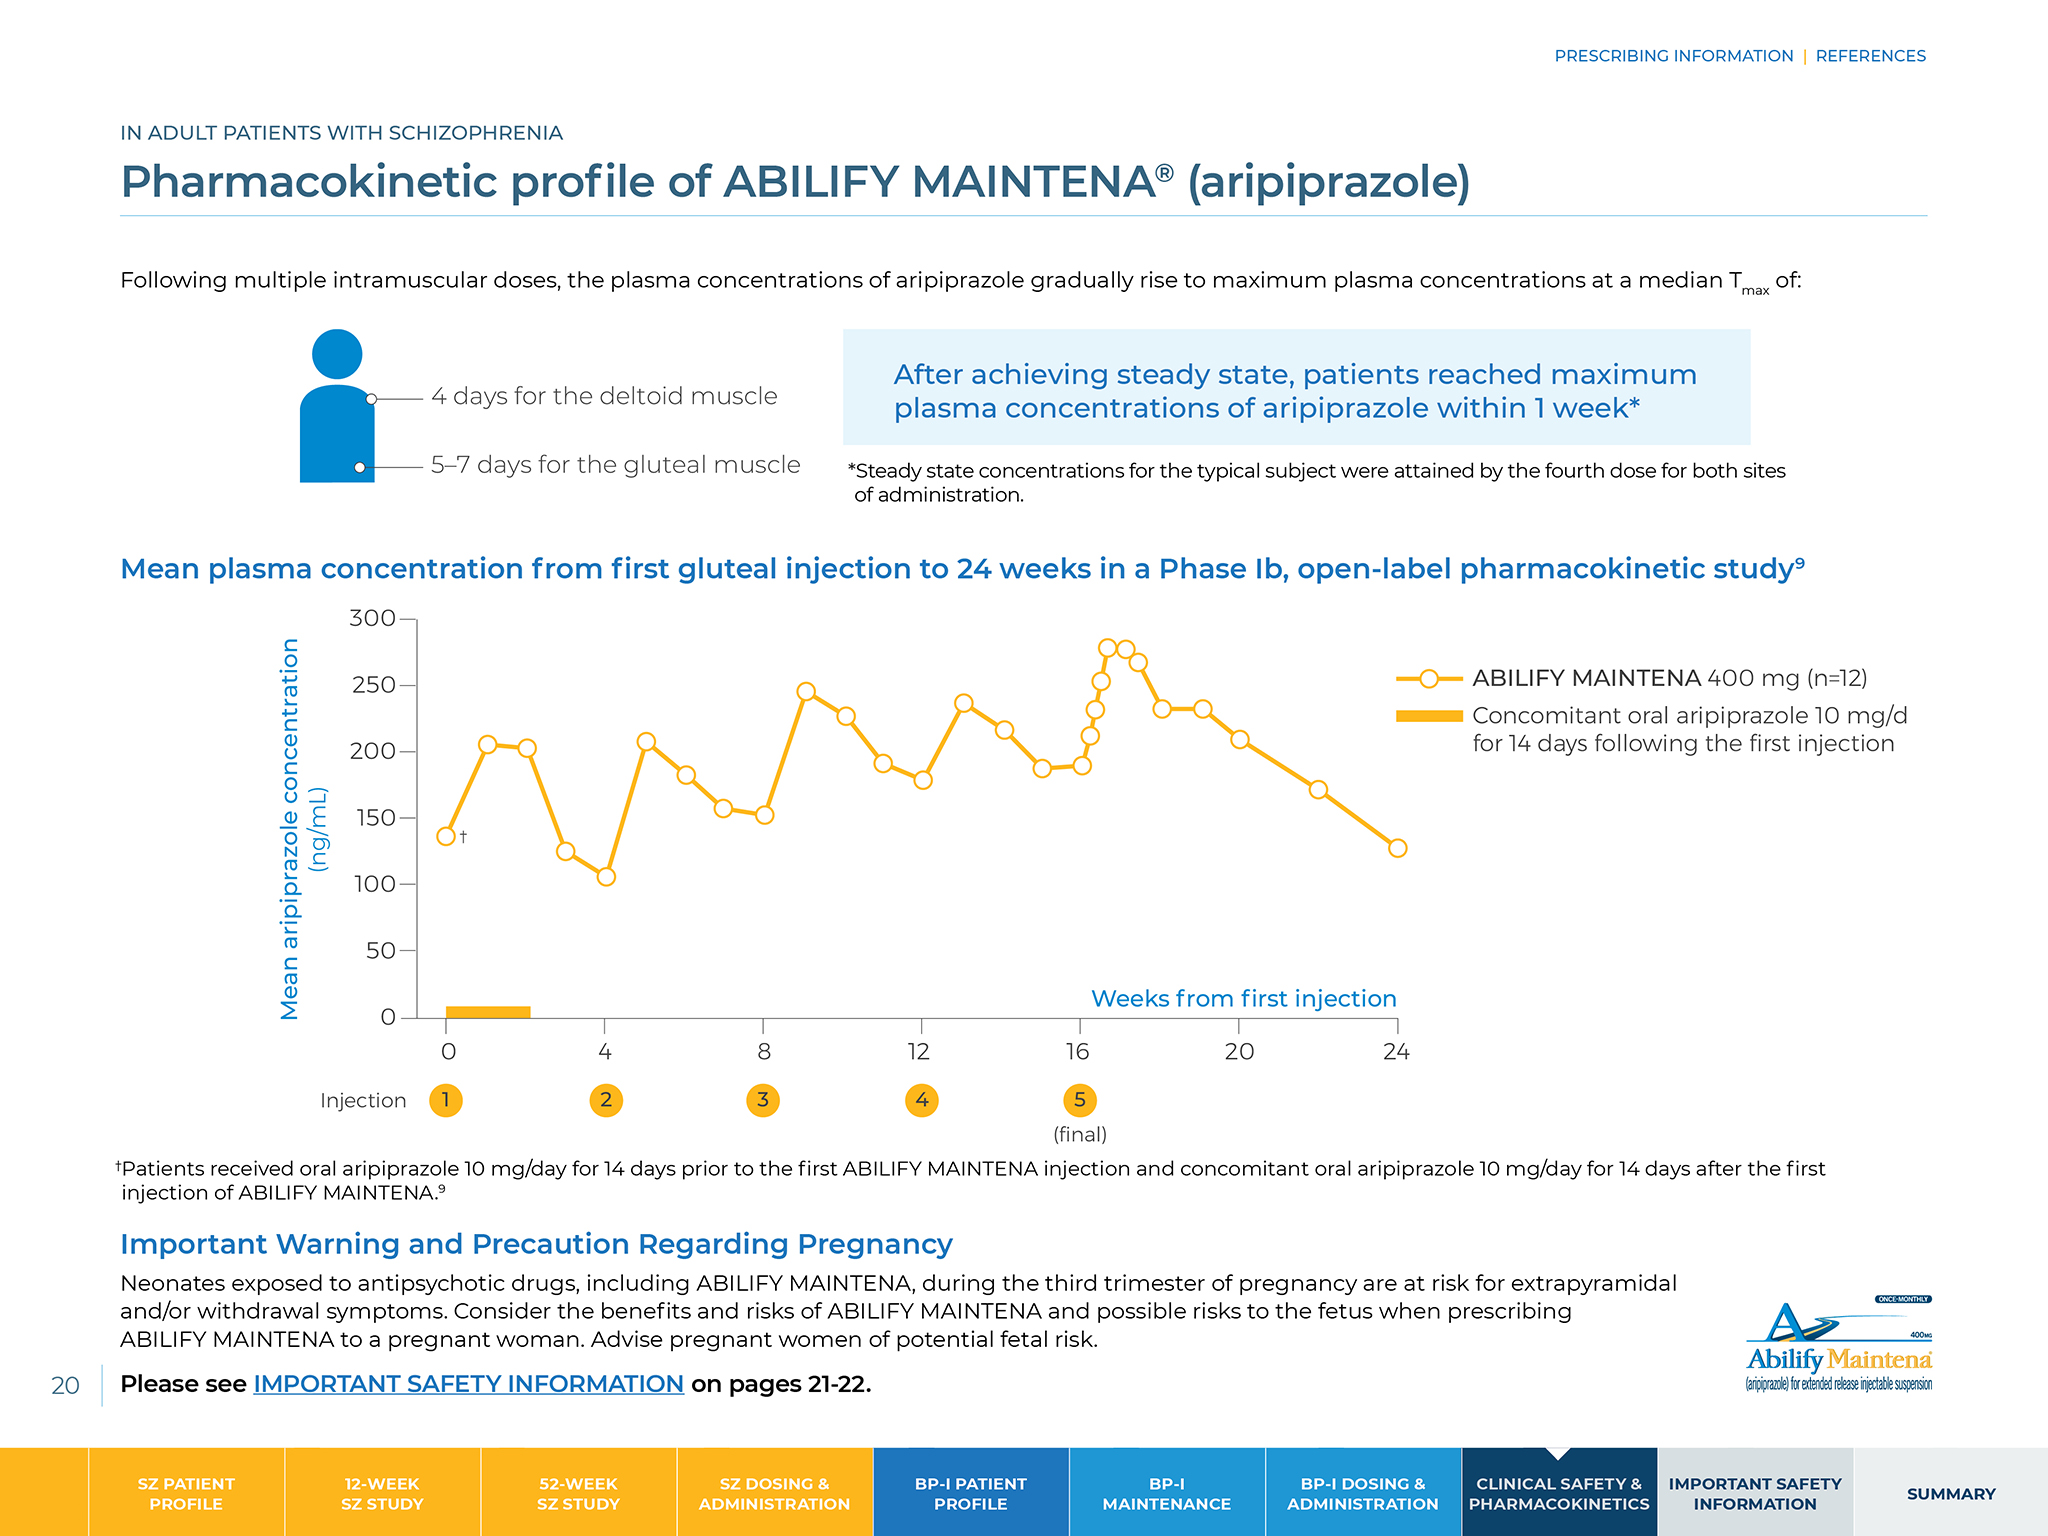 PRESCRIBING INFORMATION | REFERENCES
IN ADULT PATIENTS WITH SCHIZOPHRENIA
Pharmacokinetic profile of ABILIFY MAINTENA® (aripiprazole)
Following multiple intramuscular doses, the plasma concentrations of aripiprazole gradually rise to maximum plasma concentrations at a median Tmax of:
4 days for the deltoid muscle
5–7 days for the gluteal muscle
After achieving steady state, patients reached maximum
plasma concentrations of aripiprazole within 1 week*
*Steady state concentrations for the typical subject were attained by the fourth dose for both sites
of administration.
Mean plasma concentration from first gluteal injection to 24 weeks in a Phase Ib, open-label pharmacokinetic study⁹
Mean aripiprazole concentration
(ng/mL)
300
250
200
150
100
50
0
†
ABILIFY MAINTENA 400 mg (n=12)
Concomitant oral aripiprazole 10 mg/d
for 14 days following the first injection
Weeks from first injection
0 4 8 12 16 20 24
Injection 1 2 3 4 5
(final)
†Patients received oral aripiprazole 10 mg/day for 14 days prior to the first ABILIFY MAINTENA injection and concomitant oral aripiprazole 10 mg/day for 14 days after the first
injection of ABILIFY MAINTENA.⁹
Important Warning and Precaution Regarding Pregnancy
Neonates exposed to antipsychotic drugs, including ABILIFY MAINTENA, during the third trimester of pregnancy are at risk for extrapyramidal
and/or withdrawal symptoms. Consider the benefits and risks of ABILIFY MAINTENA and possible risks to the fetus when prescribing
ABILIFY MAINTENA to a pregnant woman. Advise pregnant women of potential fetal risk.
20
Please see IMPORTANT SAFETY INFORMATION on pages 21-22.
ONCE-MONTHLY
400MG
Abilify Maintena®
(aripiprazole) for extended release injectable suspension
SZ PATIENT
PROFILE
12-WEEK
SZ STUDY
52-WEEK
SZ STUDY
SZ DOSING &
ADMINISTRATION
BP-I PATIENT
PROFILE
BP-I
MAINTENANCE
BP-I DOSING &
ADMINISTRATION
CLINICAL SAFETY &
PHARMACOKINETICS
IMPORTANT SAFETY
INFORMATION
SUMMARY